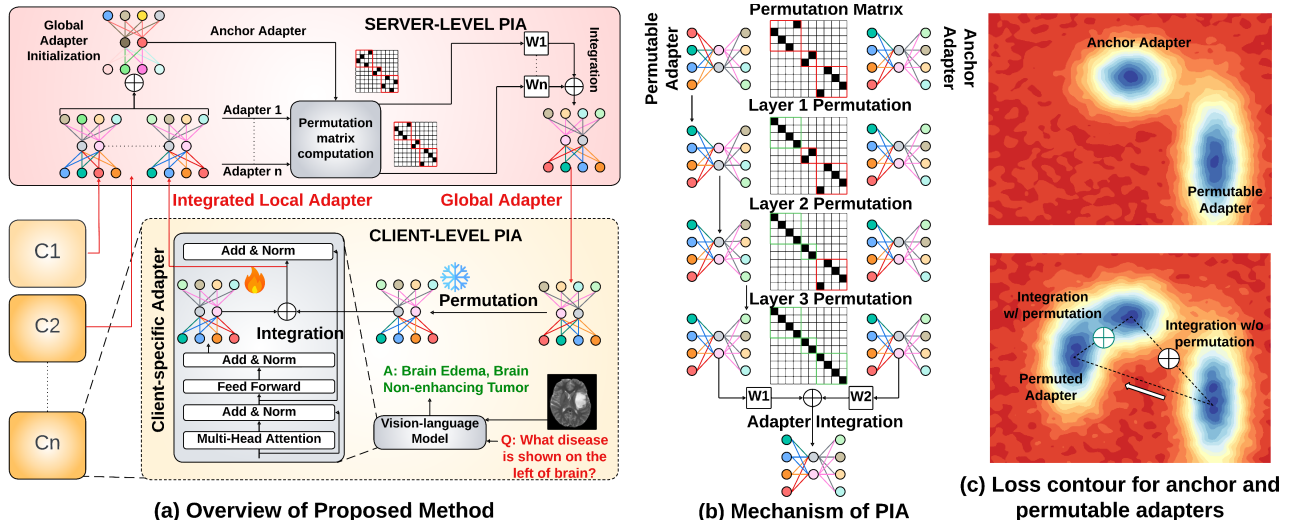 Global
Adapter
Initialization
SERVER-LEVEL PIA
Anchor Adapter
W1
Wn
Integration
Adapter 1
Adapter n
Permutation
matrix
computation
Integrated Local Adapter
Global Adapter
C1
C2
Cn
CLIENT-LEVEL PIA
Client-specific Adapter
Add & Norm
Integration
Permutation
Add & Norm
Feed Forward
Add & Norm
Multi-Head Attention
A: Brain Edema, Brain
Non-enhancing Tumor
Vision-language
Model
Q: What disease
is shown on the
left of brain?
(a) Overview of Proposed Method
Permutation Matrix
Permutable
Adapter
Anchor
Adapter
Layer 1 Permutation
Layer 2 Permutation
Layer 3 Permutation
W1
W2
Adapter Integration
(b) Mechanism of PIA
Anchor Adapter
Permutable
Adapter
Integration
w/ permutation
Integration w/o
permutation
Permuted
Adapter
(c) Loss contour for anchor and
permutable adapters